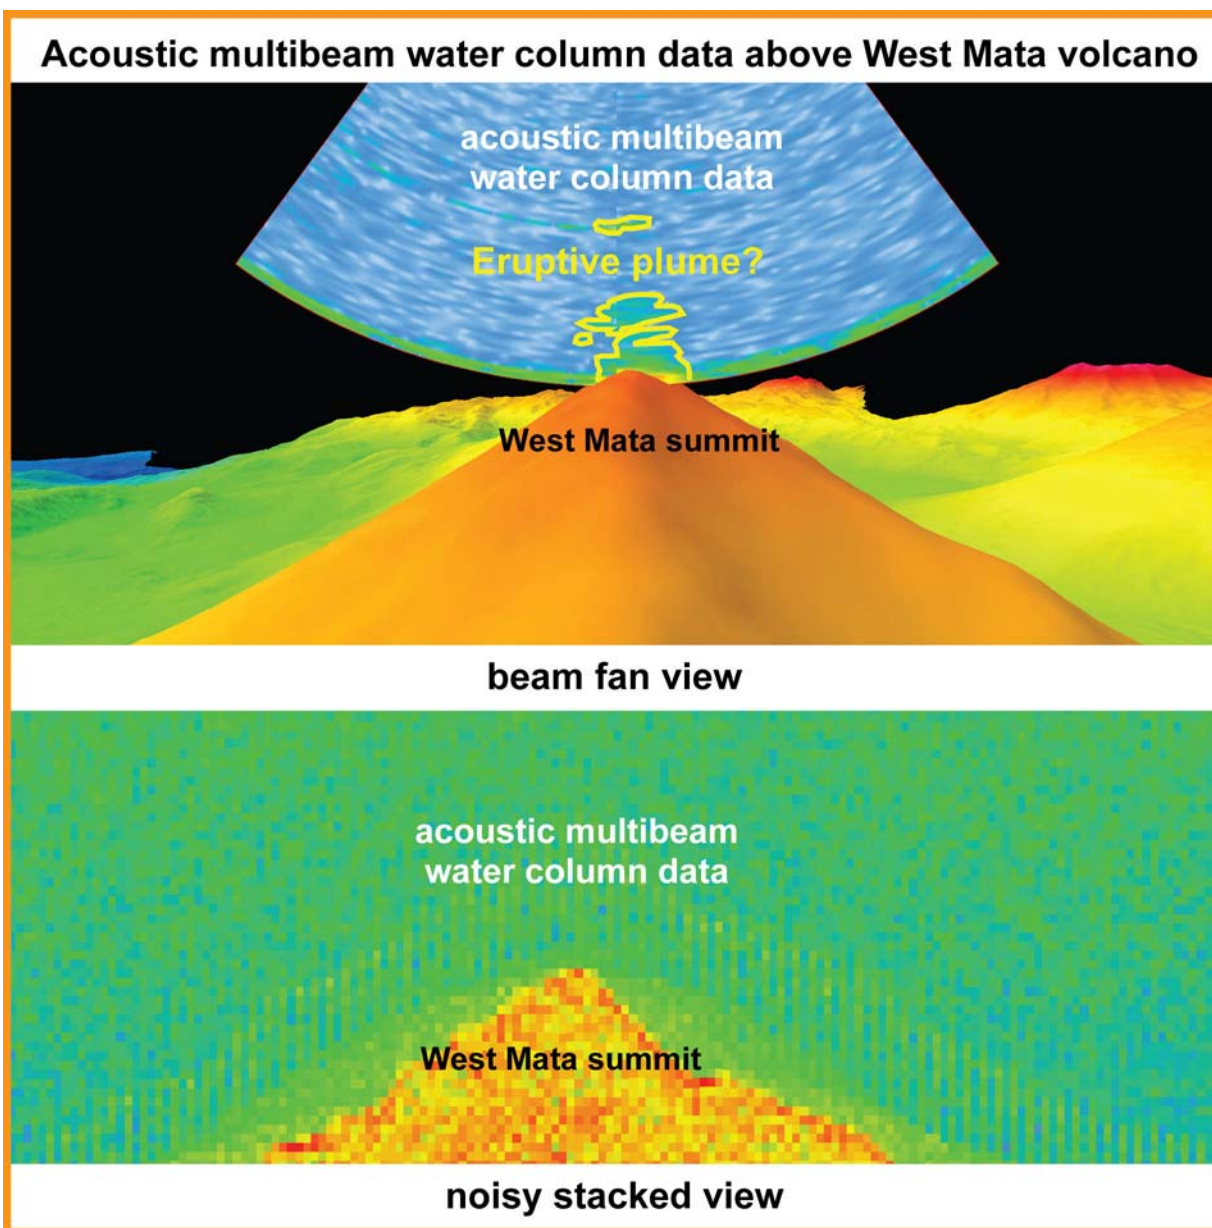 Acoustic multibeam water column data above West Mata volcano
acoustic multibeam
water column data
Eruptive plume?
West Mata summit
beam fan view
acoustic multibeam
water column data
West Mata summit
noisy stacked view